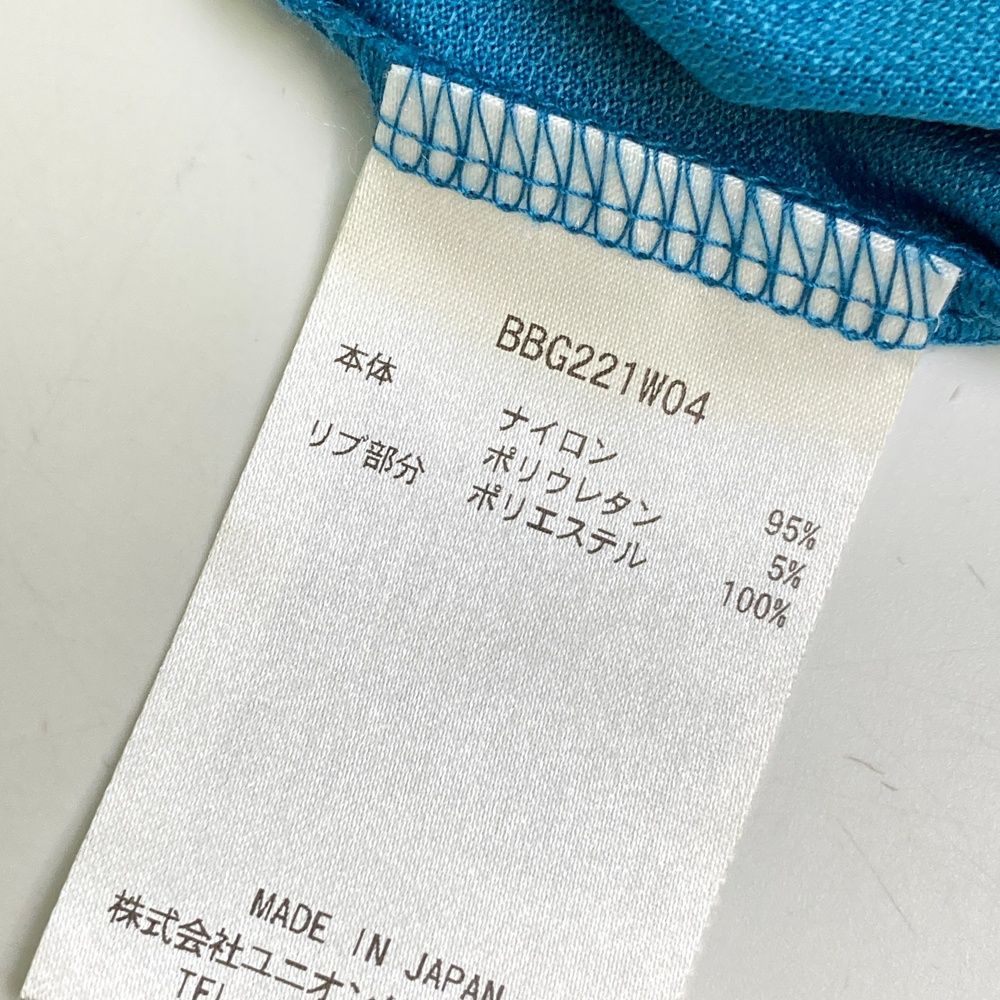 BBG221W04
本体 ナイロン 95%
ポリウレタン 5%
リブ部分 ポリエステル 100%
MADE IN JAPAN
株式会社ユニオン
TEL